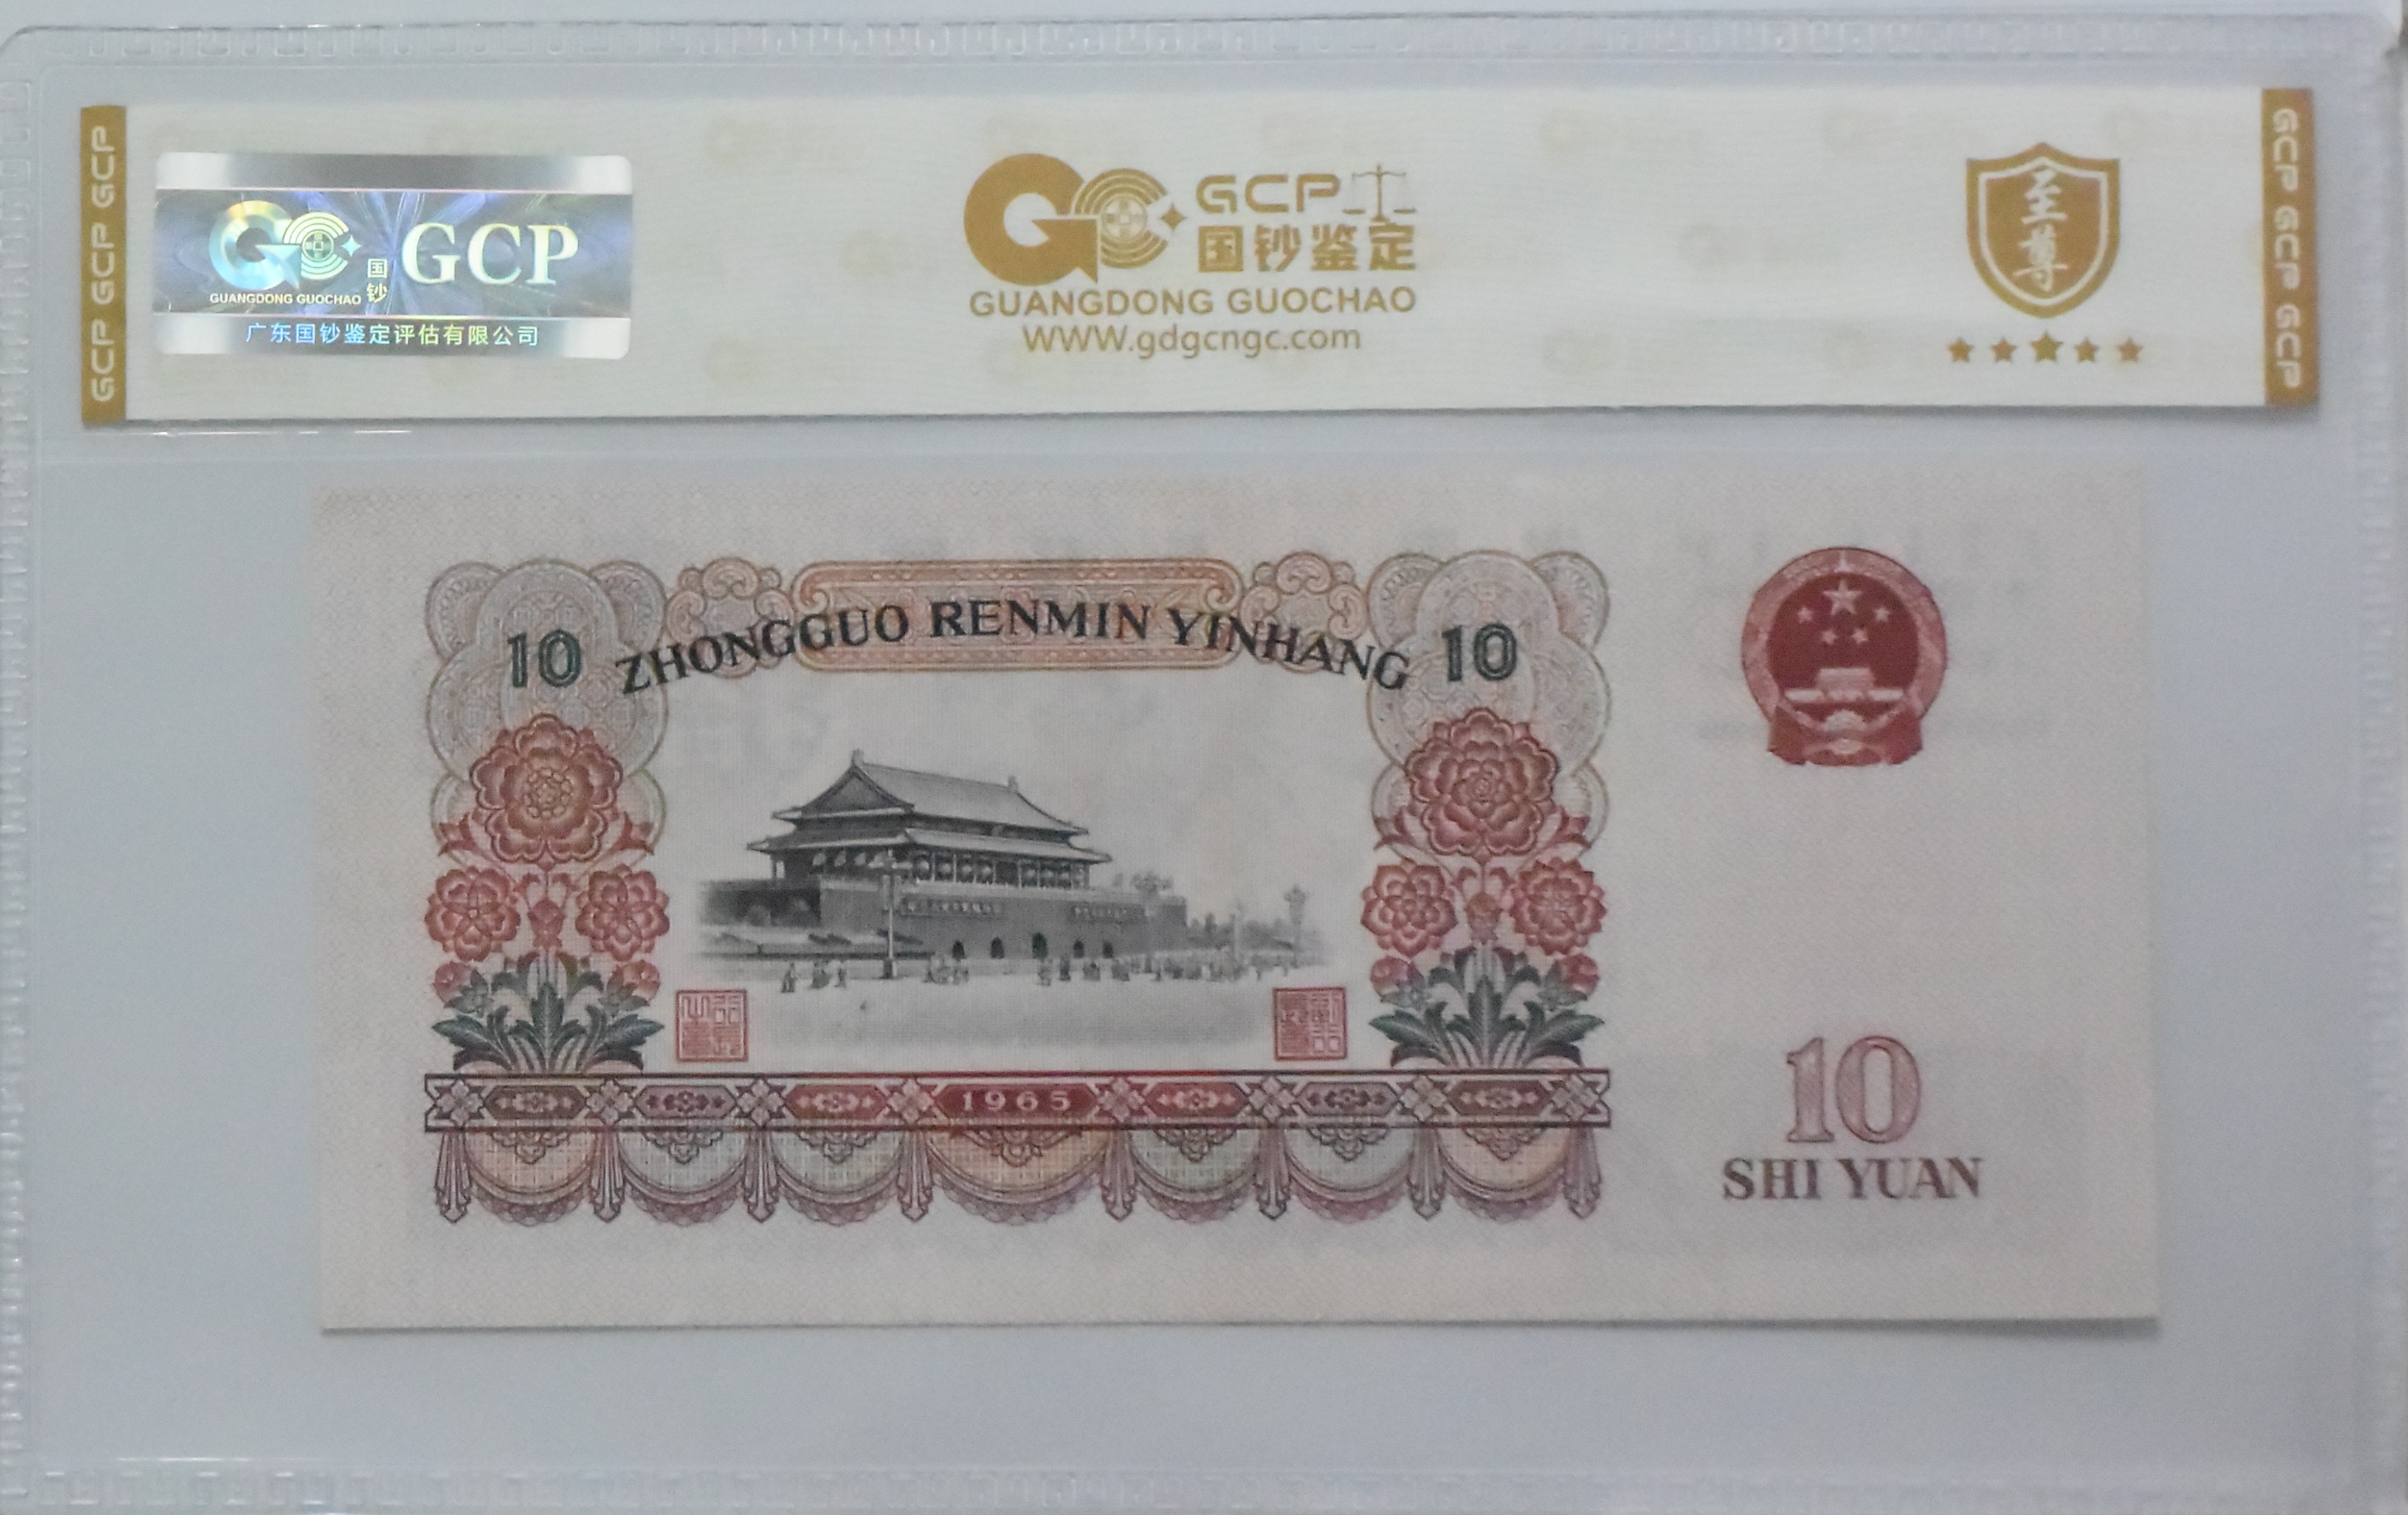 GCP GCP GCP
GCP
国钞
GUANGDONG GUOCHAO
广东国钞鉴定评估有限公司
GCP
国钞鉴定
GUANGDONG GUOCHAO
WWW.gdgcngc.com
至尊
GCP GCP GCP
10 ZHONGGUO RENMIN YINHANG 10
1965
10
SHI YUAN